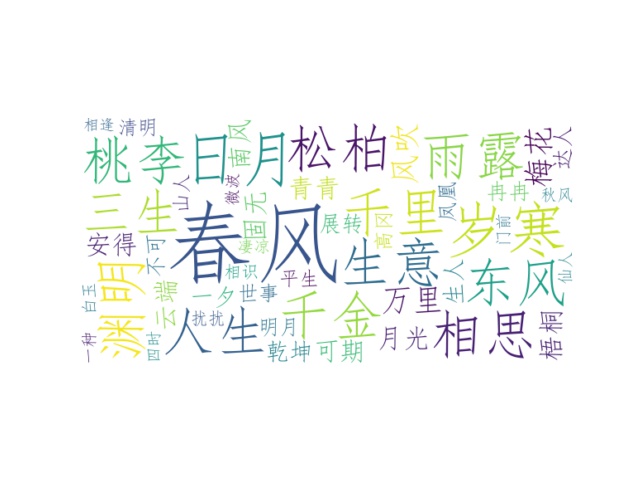 相逢
清明
南风
桃李
日月
松柏
风吹
雨露
梅花
达人
山人
微波
青青
凤凰
冉冉
秋风
三生
固无
展转
千里
高冈
门前
岁寒
安得
不可
春风
凄凉
生意
生人
东风
仙人
白玉
渊明
云端
相识
平生
一夕
世事
千金
万里
一种
四时
人生
扰扰
明月
乾坤
可期
月光
相思
梧桐